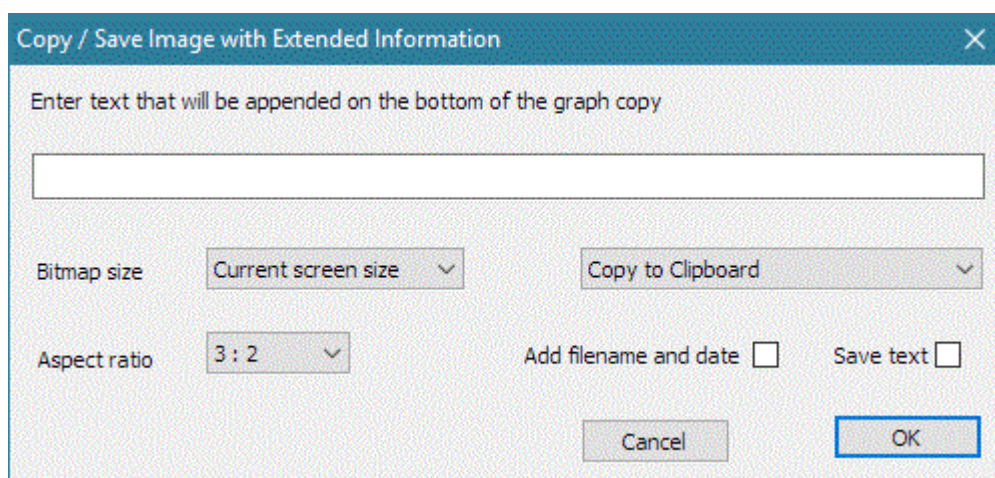 Copy / Save Image with Extended Information
Enter text that will be appended on the bottom of the graph copy
Bitmap size Current screen size Copy to Clipboard
Aspect ratio 3 : 2 Add filename and date Save text
Cancel OK